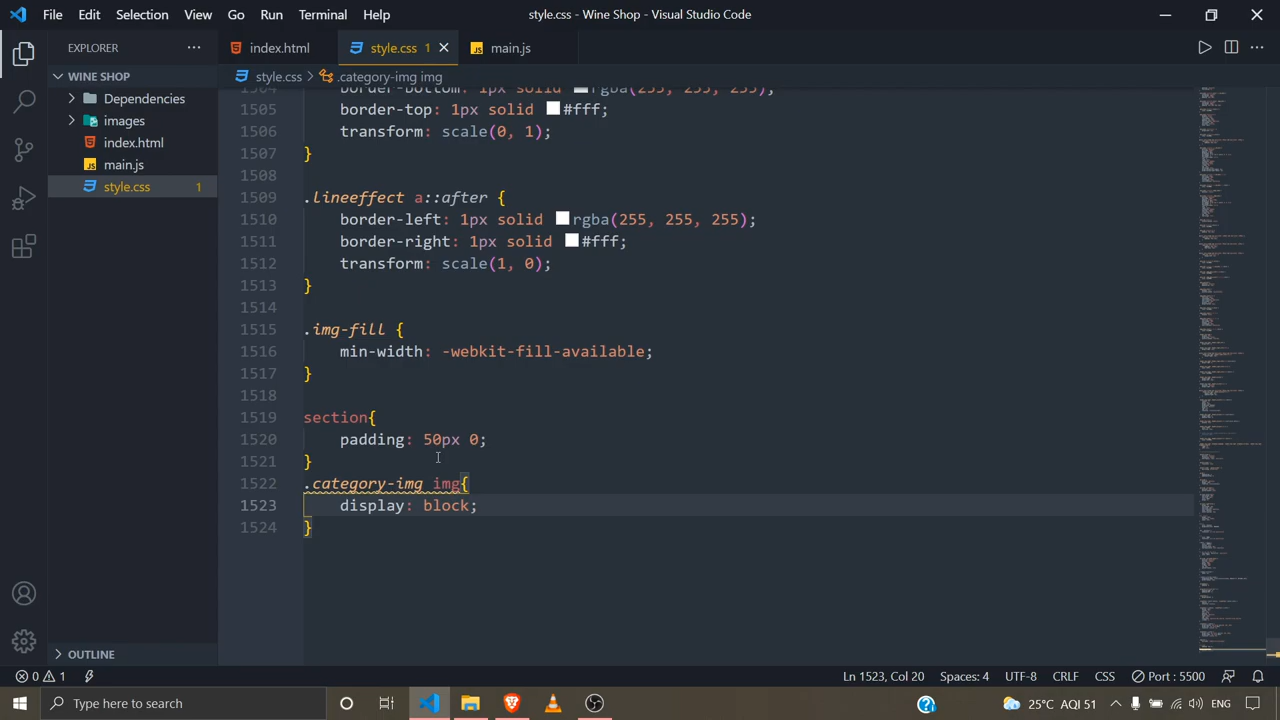 File Edit Selection View Go Run Terminal Help
style.css - Wine Shop - Visual Studio Code
EXPLORER
WINE SHOP
Dependencies
images
index.html
main.js
style.css 1
OUTLINE
index.html
style.css 1
main.js
style.css > .category-img img
1504 border-bottom: 1px solid rgba(255, 255, 255);
1505 border-top: 1px solid #fff;
1506 transform: scale(0, 1);
1507 }
1508
1509 .lineeffect a::after {
1510 border-left: 1px solid rgba(255, 255, 255);
1511 border-right: 1px solid #fff;
1512 transform: scale(1, 0);
1513 }
1514
1515 .img-fill {
1516 min-width: -webkit-fill-available;
1517 }
1518
1519 section{
1520 padding: 50px 0;
1521 }
1522 .category-img img{
1523 display: block;
1524 }
0 1
Ln 1523, Col 20 Spaces: 4 UTF-8 CRLF CSS Port : 5500
Type here to search
25°C AQI 51 ENG